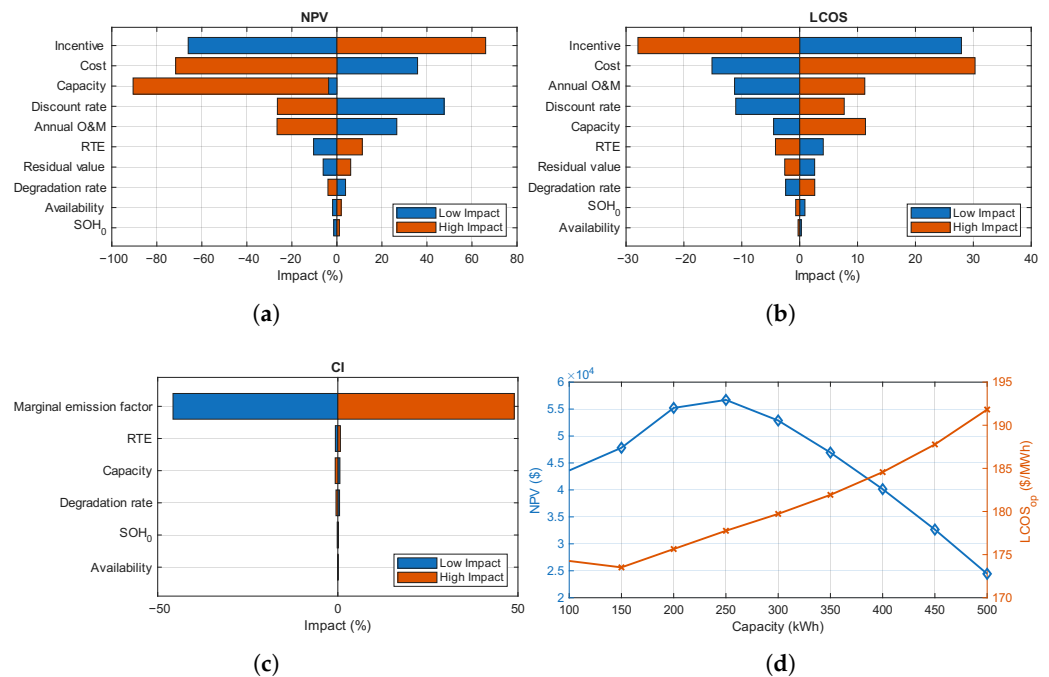 NPV
Incentive
Cost
Capacity
Discount rate
Annual O&M
RTE
Residual value
Degradation rate
Availability
SOH0
Low Impact
High Impact
-100 -80 -60 -40 -20 0 20 40 60 80
Impact (%)
(a)
LCOS
Incentive
Cost
Annual O&M
Discount rate
Capacity
RTE
Residual value
Degradation rate
SOH0
Availability
Low Impact
High Impact
-30 -20 -10 0 10 20 30 40
Impact (%)
(b)
CI
Marginal emission factor
RTE
Capacity
Degradation rate
SOH0
Availability
Low Impact
High Impact
-50 0 50
Impact (%)
(c)
×10^4
6
5.5
5
4.5
4
3.5
3
2.5
2
NPV ($)
195
190
185
180
175
170
LCOSop ($/MWh)
100 150 200 250 300 350 400 450 500
Capacity (kWh)
(d)